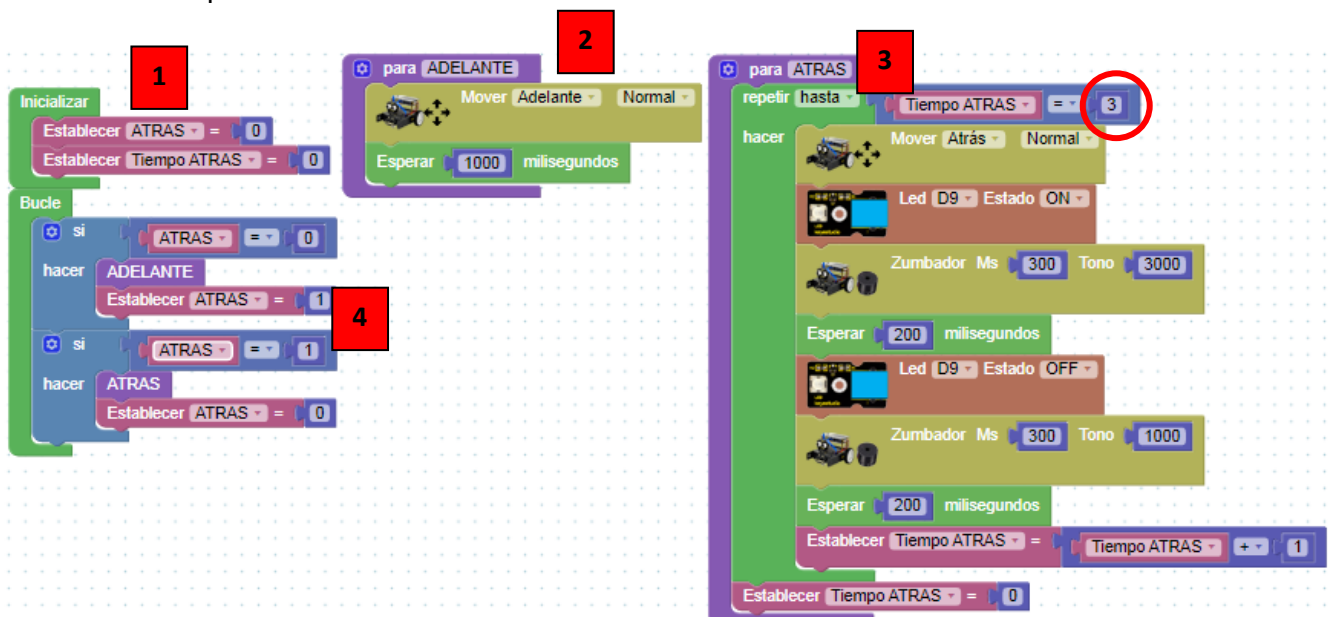 1
Inicializar
Establecer ATRAS = 0
Establecer Tiempo ATRAS = 0
Bucle
si ATRAS = 0
hacer ADELANTE
Establecer ATRAS = 1
4
si ATRAS = 1
hacer ATRAS
Establecer ATRAS = 0
2
para ADELANTE
Mover Adelante Normal
Esperar 1000 milisegundos
3
para ATRAS
repetir hasta Tiempo ATRAS = 3
hacer Mover Atrás Normal
Led D9 Estado ON
Zumbador Ms 300 Tono 3000
Esperar 200 milisegundos
Led D9 Estado OFF
Zumbador Ms 300 Tono 1000
Esperar 200 milisegundos
Establecer Tiempo ATRAS = Tiempo ATRAS + 1
Establecer Tiempo ATRAS = 0